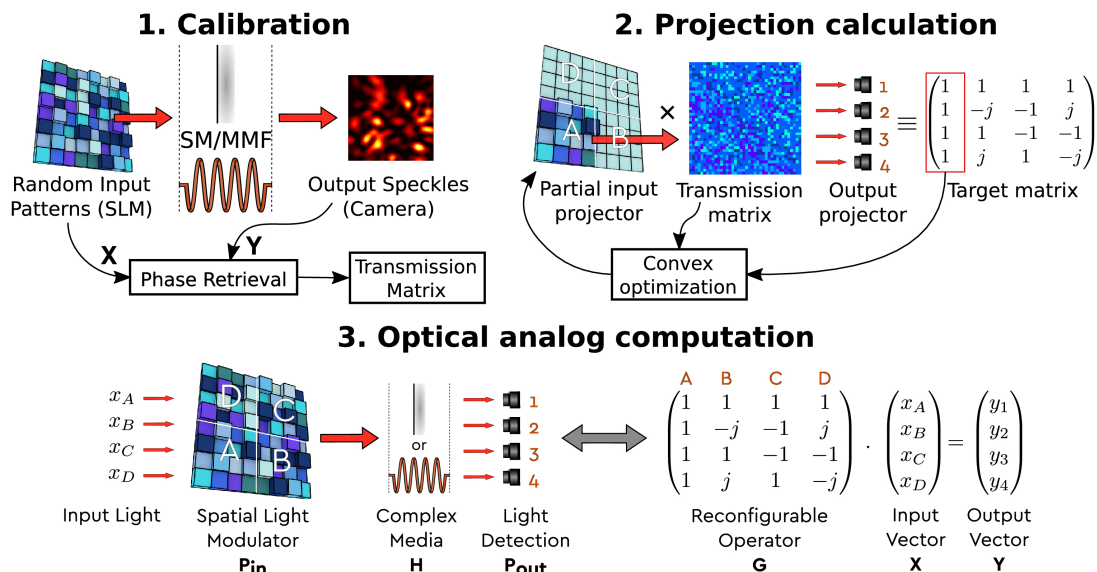 1. Calibration
SM/MMF
Random Input
Patterns (SLM)
Output Speckles
(Camera)
X
Y
Phase Retrieval
Transmission
Matrix
2. Projection calculation
D
C
A
B
×
1
2
3
4
≡
1 1 1 1
1 −j −1 j
1 1 −1 −1
1 j 1 −j
Partial input
projector
Transmission
matrix
Output
projector
Target matrix
Convex
optimization
3. Optical analog computation
x_A
x_B
x_C
x_D
D
C
A
B
or
1
2
3
4
A B C D
1 1 1 1
1 −j −1 j
1 1 −1 −1
1 j 1 −j
·
x_A
x_B
x_C
x_D
=
y_1
y_2
y_3
y_4
Input Light
Spatial Light
Modulator
Pin
Complex
Media
H
Light
Detection
Pout
Reconfigurable
Operator
G
Input
Vector
X
Output
Vector
Y